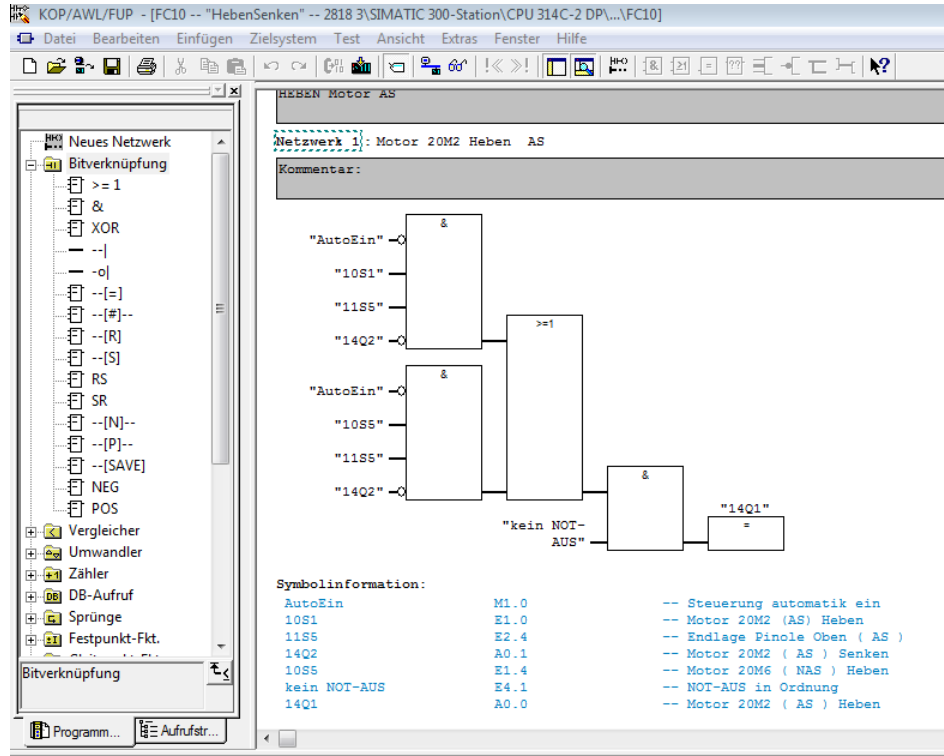 KOP/AWL/FUP - [FC10 -- "HebenSenken" -- 2818 3\SIMATIC 300-Station\CPU 314C-2 DP\...\FC10]
Datei Bearbeiten Einfügen Zielsystem Test Ansicht Extras Fenster Hilfe
HEBEN Motor AS
Netzwerk 1: Motor 20M2 Heben AS
Kommentar:
Neues Netzwerk
Bitverknüpfung
>=1
&
XOR
--|
-o|
--[=]
--[#]--
--[R]
--[S]
RS
SR
--[N]--
--[P]--
--[SAVE]
NEG
POS
Vergleicher
Umwandler
Zähler
DB-Aufruf
Sprünge
Festpunkt-Fkt.
Bitverknüpfung
Programm...
Aufrufstr...
&
"AutoEin"
"10S1"
"11S5"
"14Q2"
>=1
&
"AutoEin"
"10S5"
"11S5"
"14Q2"
&
"kein NOT-
AUS"
"14Q1"
=
Symbolinformation:
AutoEin M1.0 -- Steuerung automatik ein
10S1 E1.0 -- Motor 20M2 (AS) Heben
11S5 E2.4 -- Endlage Pinole Oben ( AS )
14Q2 A0.1 -- Motor 20M2 ( AS ) Senken
10S5 E1.4 -- Motor 20M6 ( NAS ) Heben
kein NOT-AUS E4.1 -- NOT-AUS in Ordnung
14Q1 A0.0 -- Motor 20M2 ( AS ) Heben